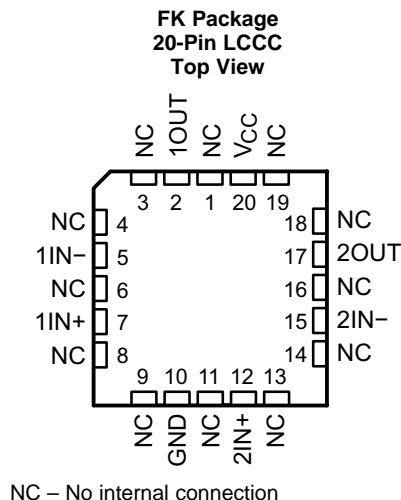 FK Package
20-Pin LCCC
Top View
NC 1OUT NC VCC NC
3 2 1 20 19
NC 4 18 NC
1IN− 5 17 2OUT
NC 6 16 NC
1IN+ 7 15 2IN−
NC 8 14 NC
9 10 11 12 13
NC GND NC 2IN+ NC
NC – No internal connection